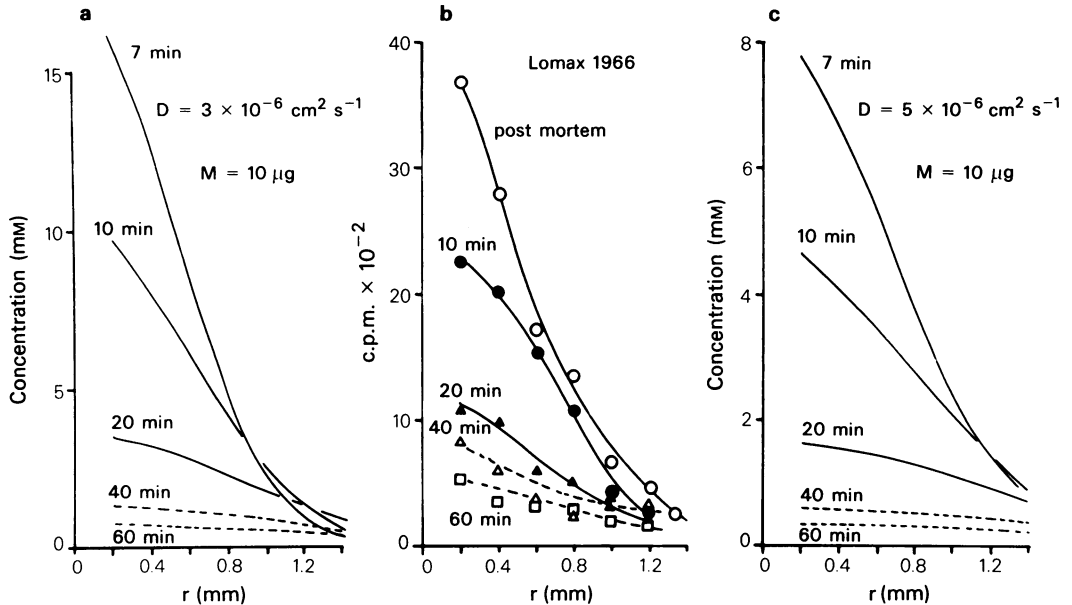 a
7 min
15
D = 3 × 10⁻⁶ cm² s⁻¹
M = 10 μg
10 min
10
Concentration (mM)
5
20 min
40 min
60 min
0
0 0.4 0.8 1.2
r (mm)
b
40
Lomax 1966
post mortem
30
10 min
20
c.p.m. × 10⁻²
20 min
10
40 min
60 min
0
0 0.4 0.8 1.2
r (mm)
c
8
7 min
D = 5 × 10⁻⁶ cm² s⁻¹
M = 10 μg
6
10 min
4
Concentration (mM)
2
20 min
40 min
60 min
0
0 0.4 0.8 1.2
r (mm)